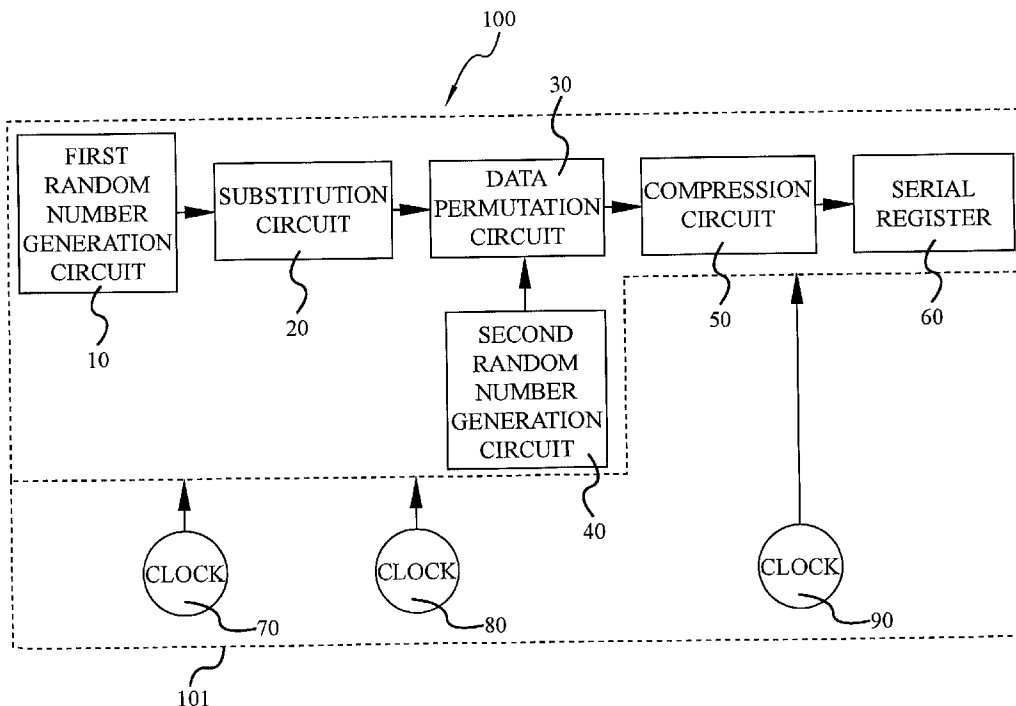 100
30
FIRST
RANDOM
NUMBER
GENERATION
CIRCUIT
SUBSTITUTION
CIRCUIT
DATA
PERMUTATION
CIRCUIT
COMPRESSION
CIRCUIT
SERIAL
REGISTER
10
20
50
60
SECOND
RANDOM
NUMBER
GENERATION
CIRCUIT
40
CLOCK
CLOCK
CLOCK
70
80
90
101